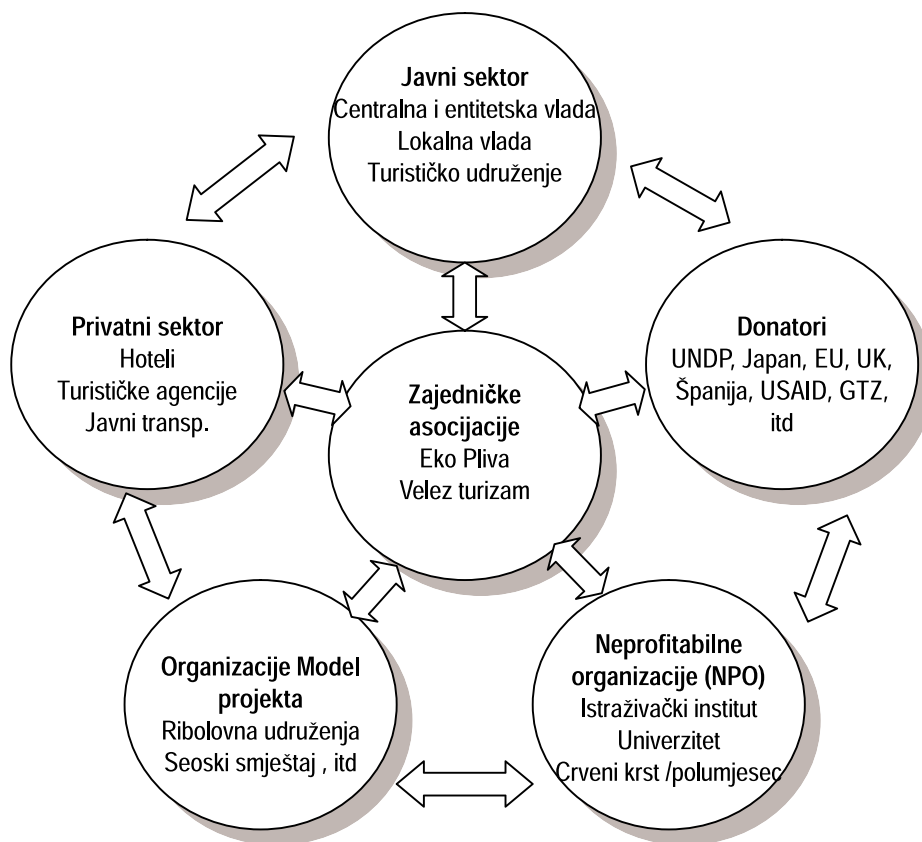 Javni sektor
Centralna i entitetska vlada
Lokalna vlada
Turističko udruženje
Privatni sektor
Hoteli
Turističke agencije
Javni transp.
Donatori
UNDP, Japan, EU, UK,
Španija, USAID, GTZ,
itd
Zajedničke
asocijacije
Eko Pliva
Velez turizam
Organizacije Model
projekta
Ribolovna udruženja
Seoski smještaj , itd
Neprofitabilne
organizacije (NPO)
Istraživački institut
Univerzitet
Crveni krst /polumjesec